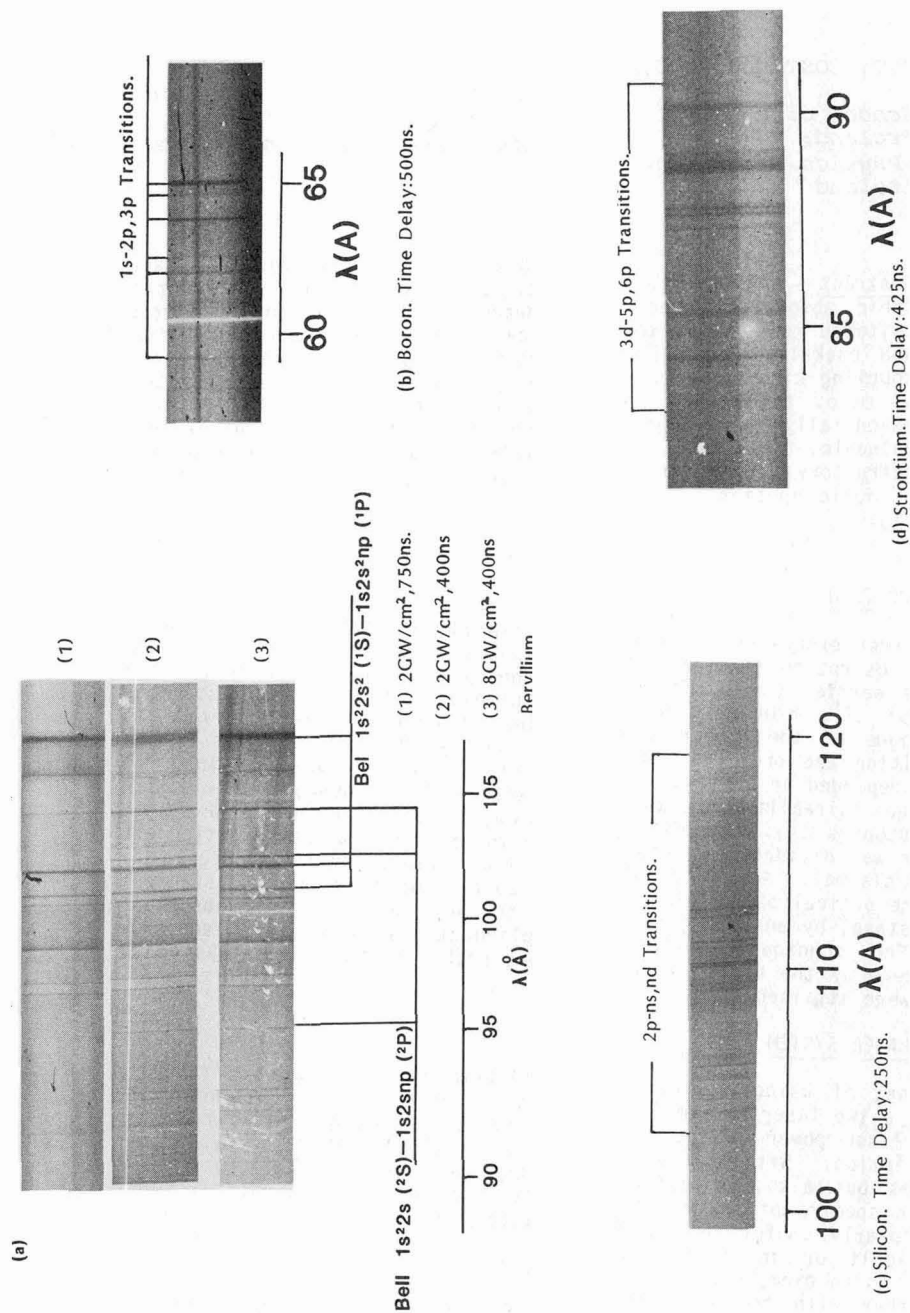 (a)
(1)
(2)
(3)
BeI 1s²2s² (¹S)—1s2s²np (¹P)
BeII 1s²2s (²S)—1s2snp (²P)
90
95
100
105
λ(Å)
(1) 2GW/cm²,750ns.
(2) 2GW/cm²,400ns
(3) 8GW/cm²,400ns
Beryllium
1s-2p,3p Transitions.
60
65
λ(A)
(b) Boron. Time Delay:500ns.
2p-ns,nd Transitions.
100
110
120
λ(A)
(c) Silicon. Time Delay:250ns.
3d-5p,6p Transitions.
85
90
λ(A)
(d) Strontium.Time Delay:425ns.